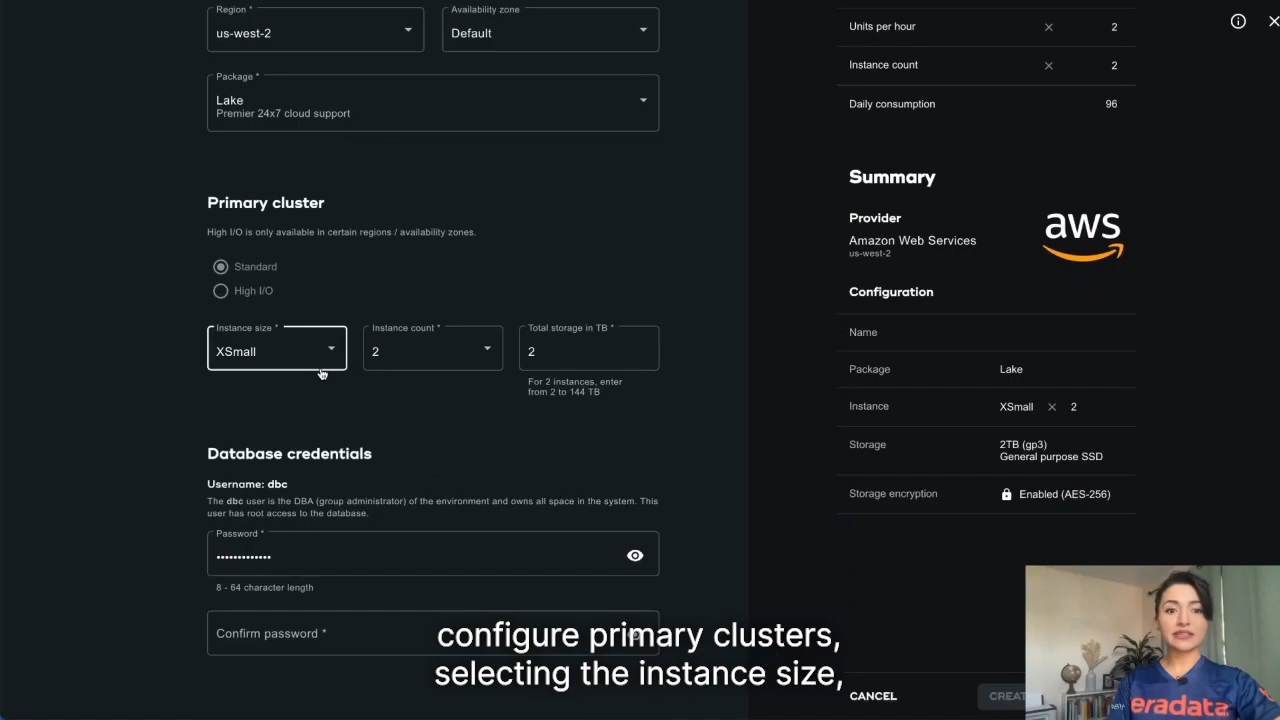 Region *
us-west-2
Availability zone
Default
Package *
Lake
Premier 24x7 cloud support
Primary cluster
High I/O is only available in certain regions / availability zones.
Standard
High I/O
Instance size *
XSmall
Instance count *
2
Total storage in TB *
2
For 2 instances, enter
from 2 to 144 TB
Database credentials
Username: dbc
The dbc user is the DBA (group administrator) of the environment and owns all space in the system. This
user has root access to the database.
Password *
•••••••••••••
8 - 64 character length
Confirm password *
Units per hour × 2
Instance count × 2
Daily consumption 96
Summary
Provider
Amazon Web Services
us-west-2
aws
Configuration
Name
Package Lake
Instance XSmall × 2
Storage 2TB (gp3)
General purpose SSD
Storage encryption Enabled (AES-256)
CANCEL
CREAT
eradata
configure primary clusters,
selecting the instance size,